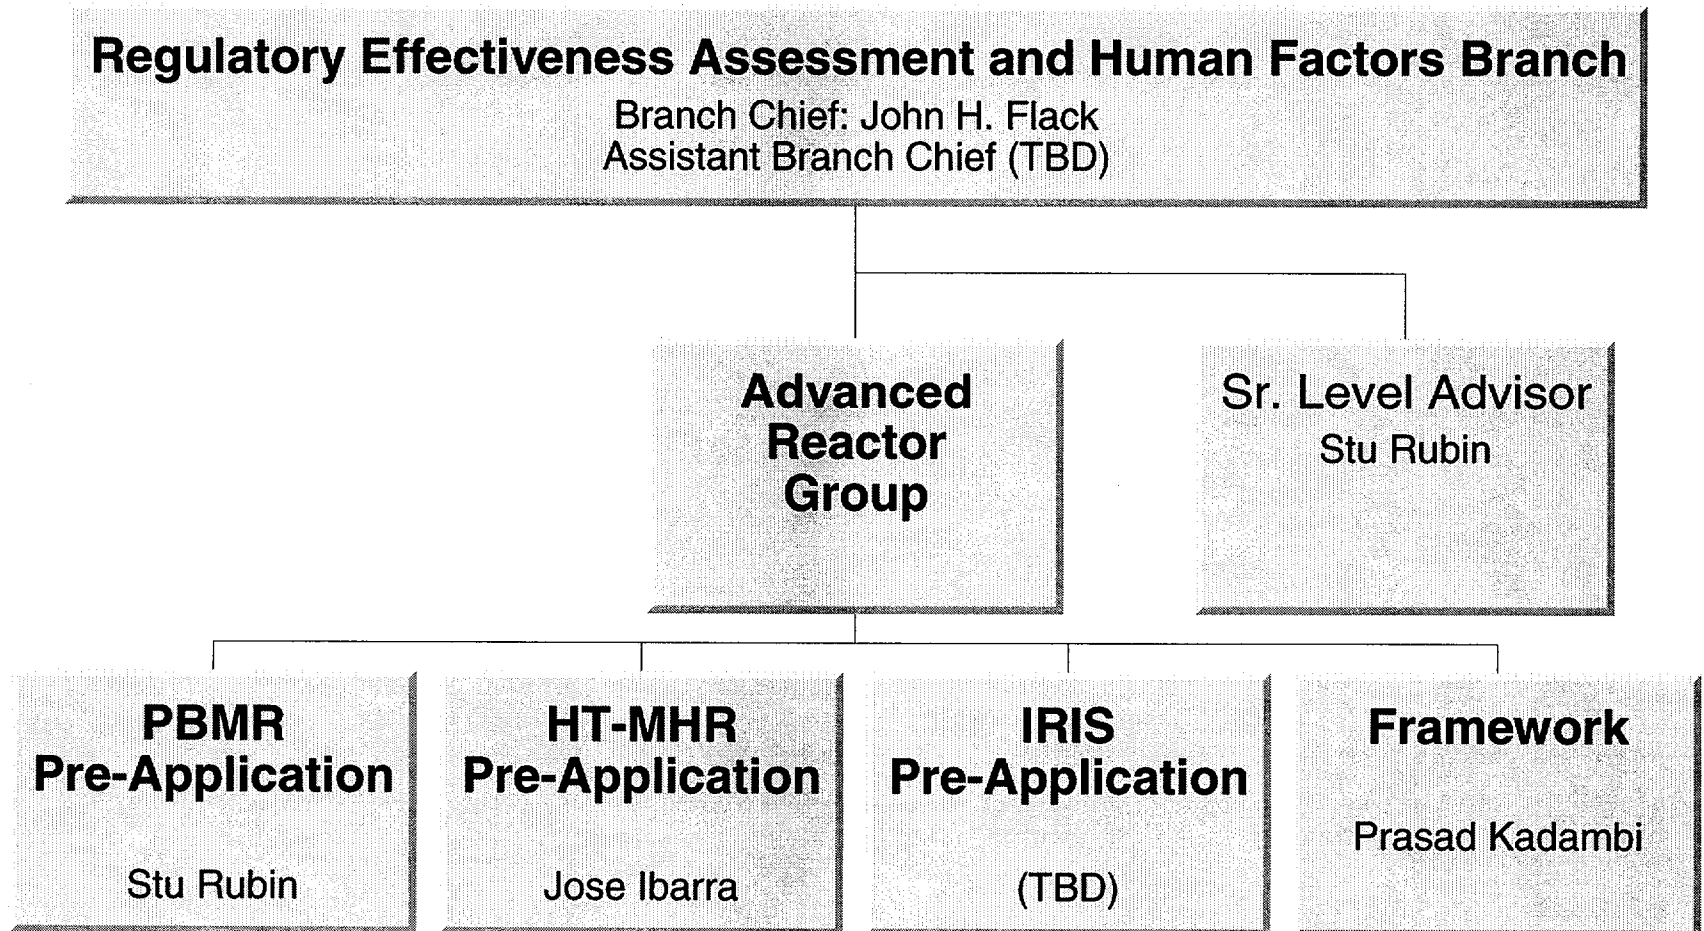 Regulatory Effectiveness Assessment and Human Factors Branch
Branch Chief: John H. Flack
Assistant Branch Chief (TBD)
Advanced
Reactor
Group
Sr. Level Advisor
Stu Rubin
PBMR
Pre-Application
Stu Rubin
HT-MHR
Pre-Application
Jose Ibarra
IRIS
Pre-Application
(TBD)
Framework
Prasad Kadambi